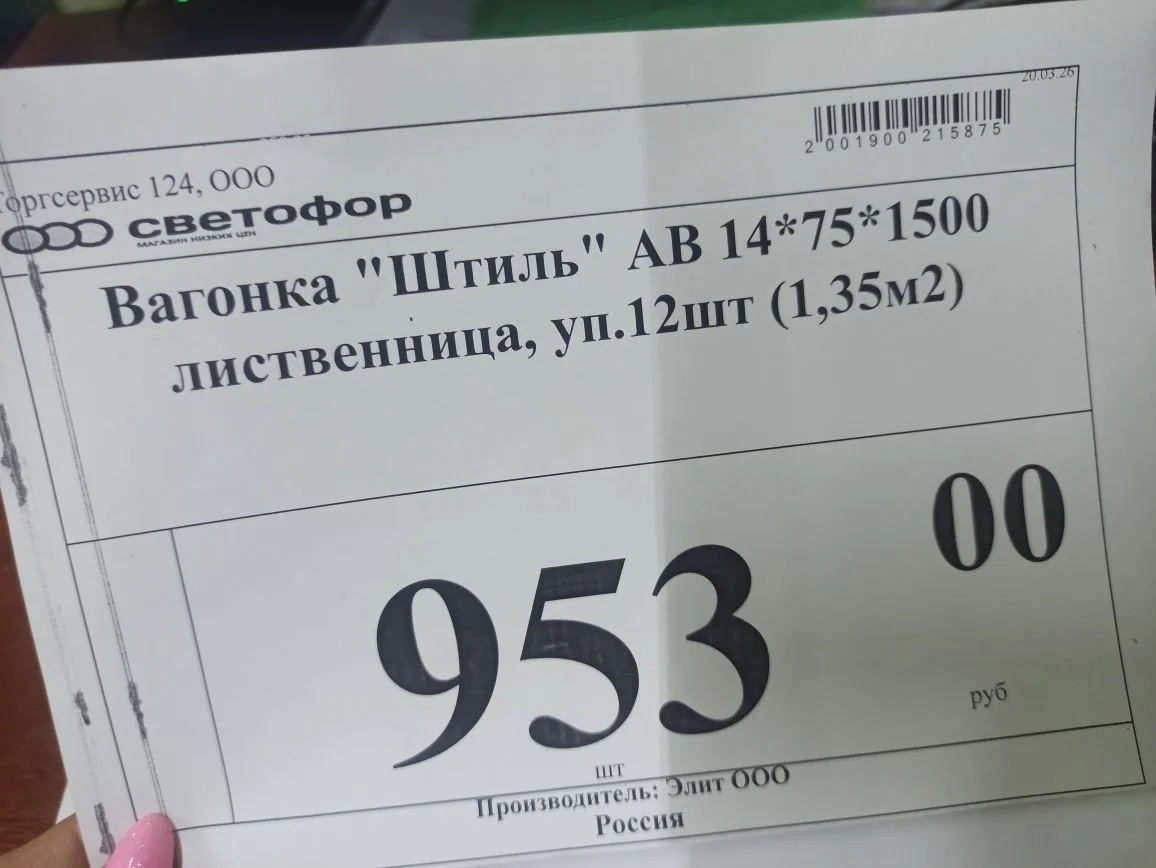 20.03.26
2 001900 215875
Торгсервис 124, ООО
светофор
МАГАЗИН НИЗКИХ ЦЕН
Вагонка "Штиль" АВ 14*75*1500
лиственница, уп.12шт (1,35м2)
953 00
руб
шт
Производитель: Элит ООО
Россия